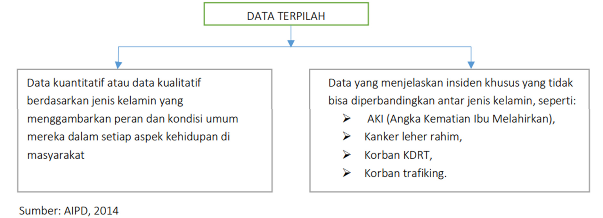 DATA TERPILAH
Data kuantitatif atau data kualitatif
berdasarkan jenis kelamin yang
menggambarkan peran dan kondisi umum
mereka dalam setiap aspek kehidupan di
masyarakat
Data yang menjelaskan insiden khusus yang tidak
bisa diperbandingkan antar jenis kelamin, seperti:
➢ AKI (Angka Kematian Ibu Melahirkan),
➢ Kanker leher rahim,
➢ Korban KDRT,
➢ Korban trafiking.
Sumber: AIPD, 2014